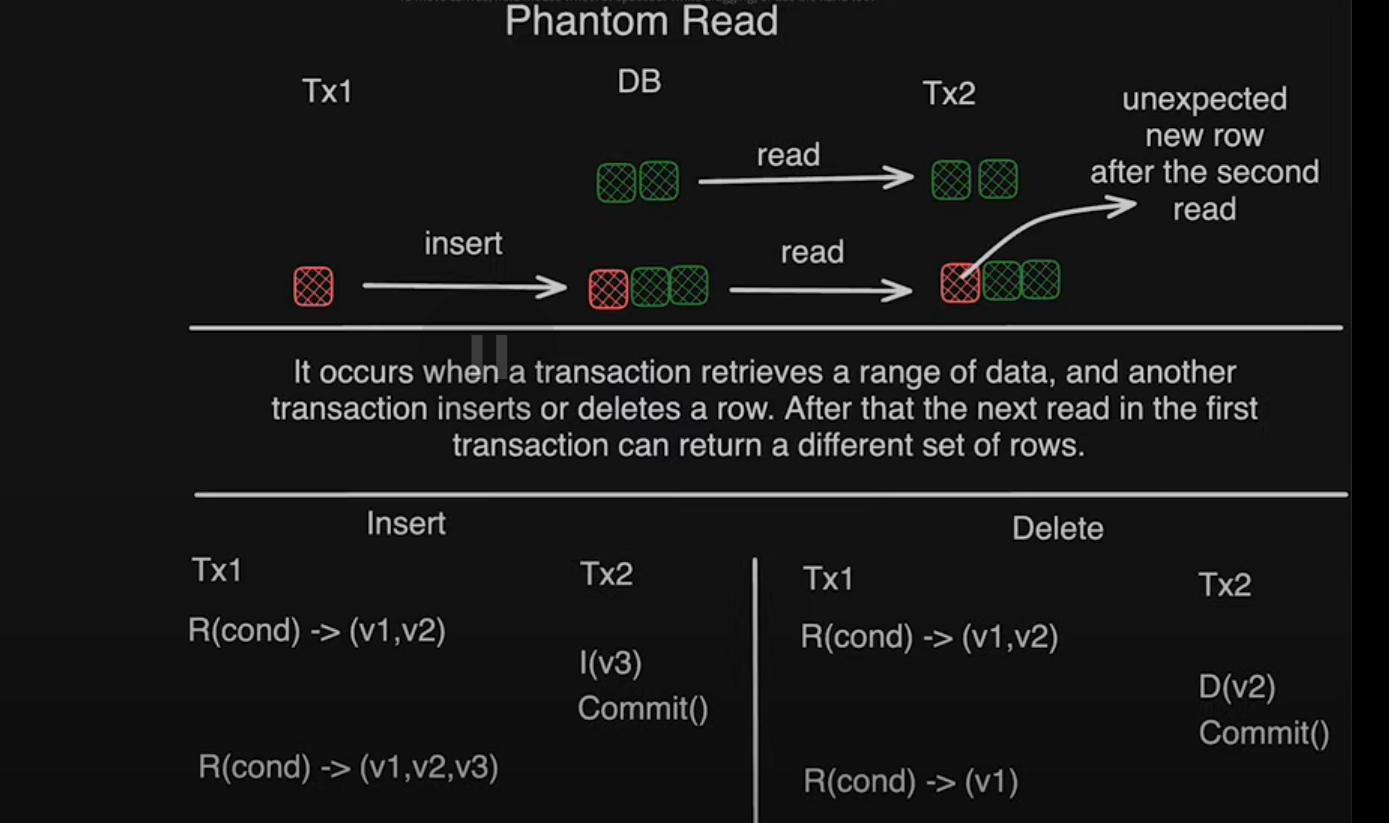 Phantom Read
Tx1
DB
Tx2
unexpected
new row
after the second
read
read
insert
read
It occurs when a transaction retrieves a range of data, and another
transaction inserts or deletes a row. After that the next read in the first
transaction can return a different set of rows.
Insert
Delete
Tx1
Tx2
R(cond) -> (v1,v2)
I(v3)
Commit()
R(cond) -> (v1,v2,v3)
Tx1
Tx2
R(cond) -> (v1,v2)
D(v2)
Commit()
R(cond) -> (v1)